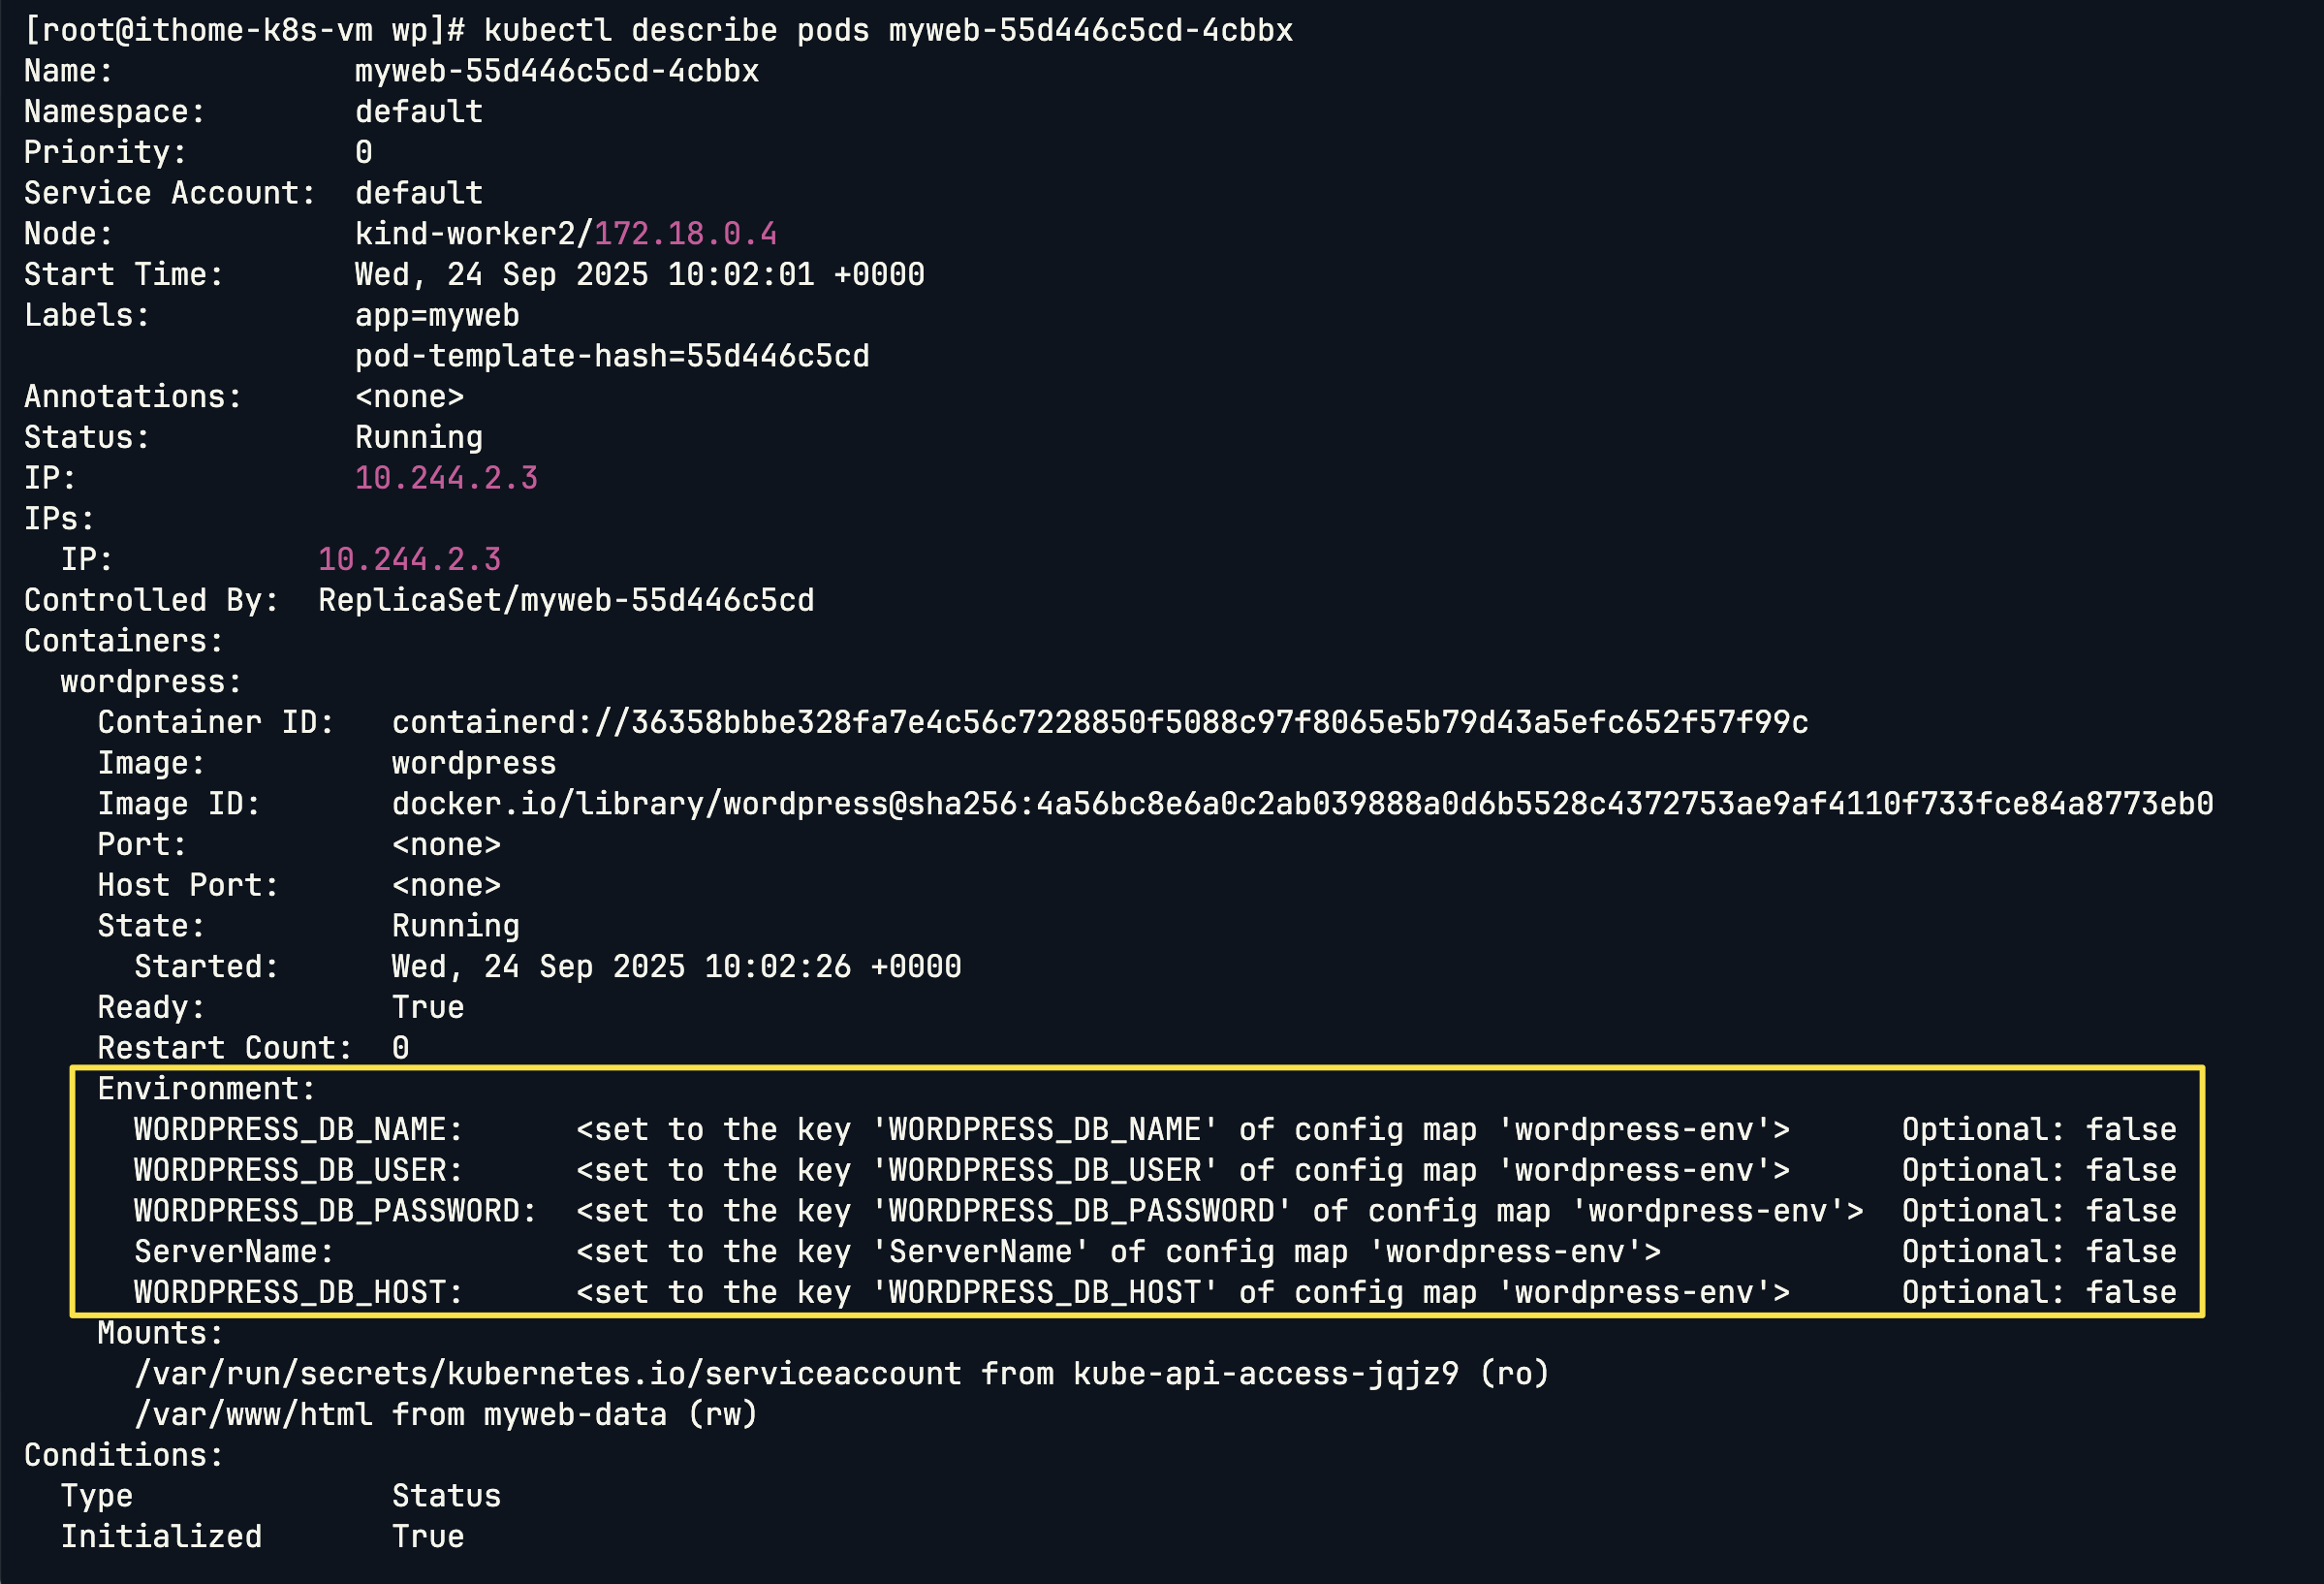 [root@ithome-k8s-vm wp]# kubectl describe pods myweb-55d446c5cd-4cbbx
Name:             myweb-55d446c5cd-4cbbx
Namespace:        default
Priority:         0
Service Account:  default
Node:             kind-worker2/172.18.0.4
Start Time:       Wed, 24 Sep 2025 10:02:01 +0000
Labels:           app=myweb
                  pod-template-hash=55d446c5cd
Annotations:      <none>
Status:           Running
IP:               10.244.2.3
IPs:
  IP:           10.244.2.3
Controlled By:  ReplicaSet/myweb-55d446c5cd
Containers:
  wordpress:
    Container ID:   containerd://36358bbbe328fa7e4c56c7228850f5088c97f8065e5b79d43a5efc652f57f99c
    Image:          wordpress
    Image ID:       docker.io/library/wordpress@sha256:4a56bc8e6a0c2ab039888a0d6b5528c4372753ae9af4110f733fce84a8773eb0
    Port:           <none>
    Host Port:      <none>
    State:          Running
      Started:      Wed, 24 Sep 2025 10:02:26 +0000
    Ready:          True
    Restart Count:  0
    Environment:
      WORDPRESS_DB_NAME:      <set to the key 'WORDPRESS_DB_NAME' of config map 'wordpress-env'>      Optional: false
      WORDPRESS_DB_USER:      <set to the key 'WORDPRESS_DB_USER' of config map 'wordpress-env'>      Optional: false
      WORDPRESS_DB_PASSWORD:  <set to the key 'WORDPRESS_DB_PASSWORD' of config map 'wordpress-env'>  Optional: false
      ServerName:             <set to the key 'ServerName' of config map 'wordpress-env'>             Optional: false
      WORDPRESS_DB_HOST:      <set to the key 'WORDPRESS_DB_HOST' of config map 'wordpress-env'>      Optional: false
    Mounts:
      /var/run/secrets/kubernetes.io/serviceaccount from kube-api-access-jqjz9 (ro)
      /var/www/html from myweb-data (rw)
Conditions:
  Type              Status
  Initialized       True